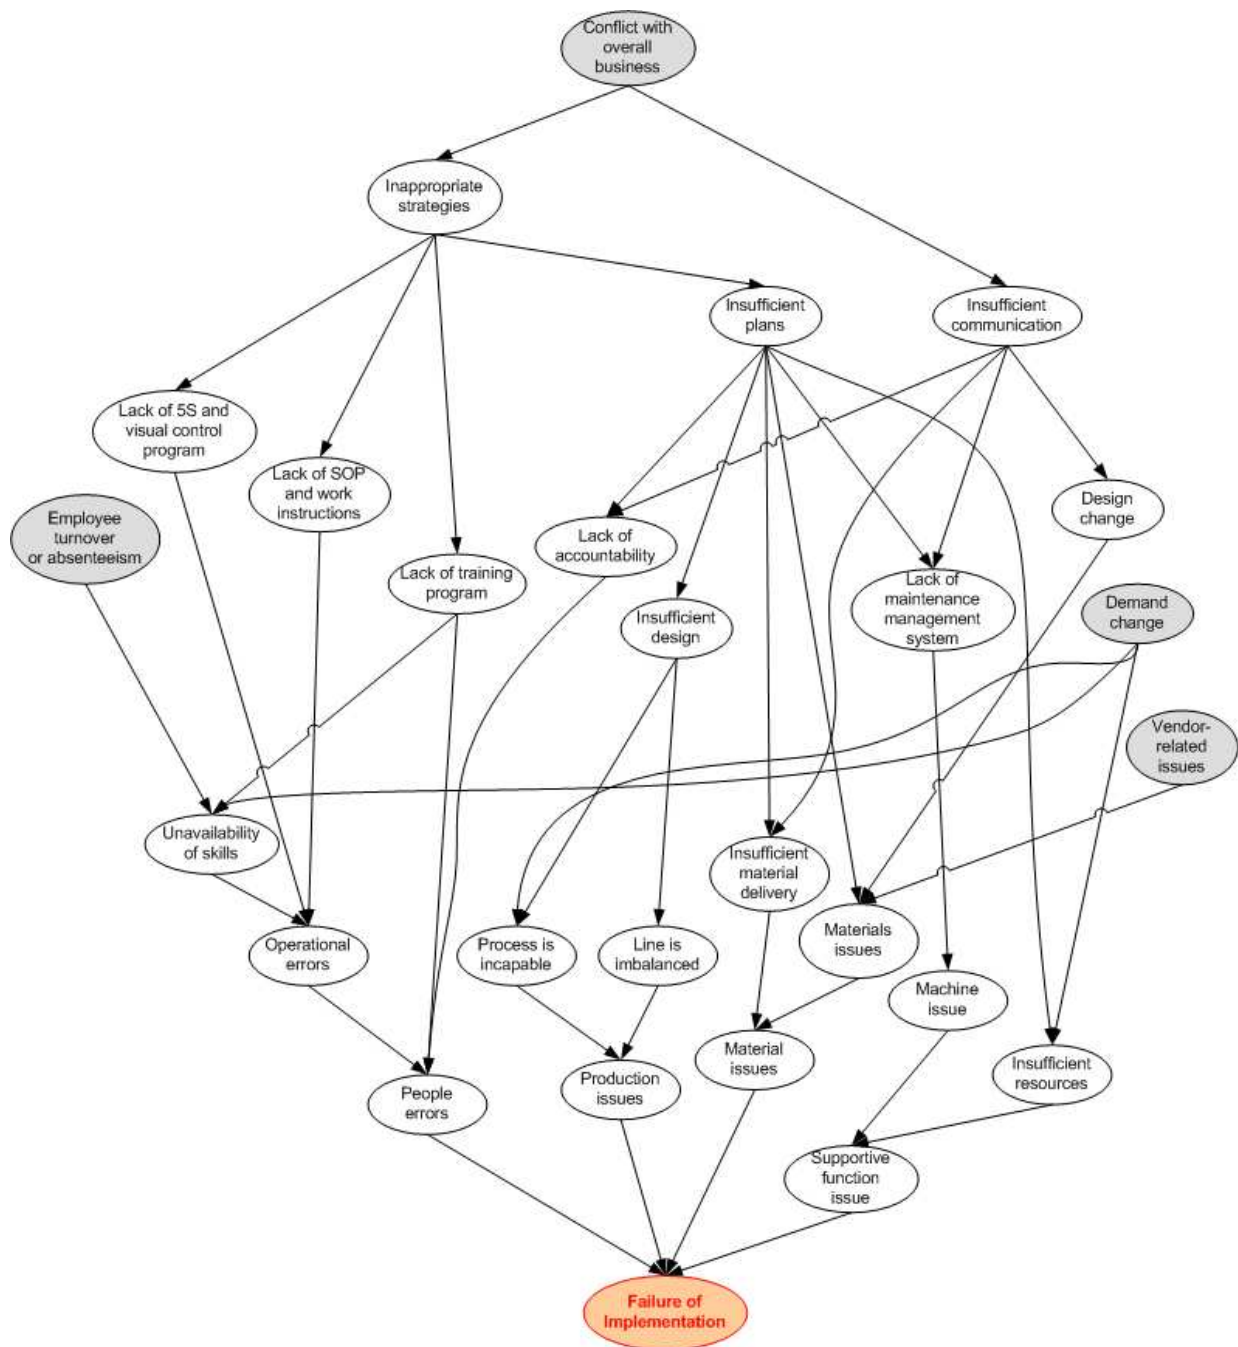 Conflict with
overall
business
Inappropriate
strategies
Insufficient
plans
Insufficient
communication
Lack of 5S and
visual control
program
Lack of SOP
and work
instructions
Design
change
Employee
turnover
or absenteeism
Lack of
accountability
Lack of training
program
Lack of
maintenance
management
system
Insufficient
design
Demand
change
Vendor-
related
issues
Unavailability
of skills
Insufficient
material
delivery
Materials
issues
Operational
errors
Process is
incapable
Line is
imbalanced
Machine
issue
Material
issues
Insufficient
resources
Production
issues
People
errors
Supportive
function
issue
Failure of
Implementation